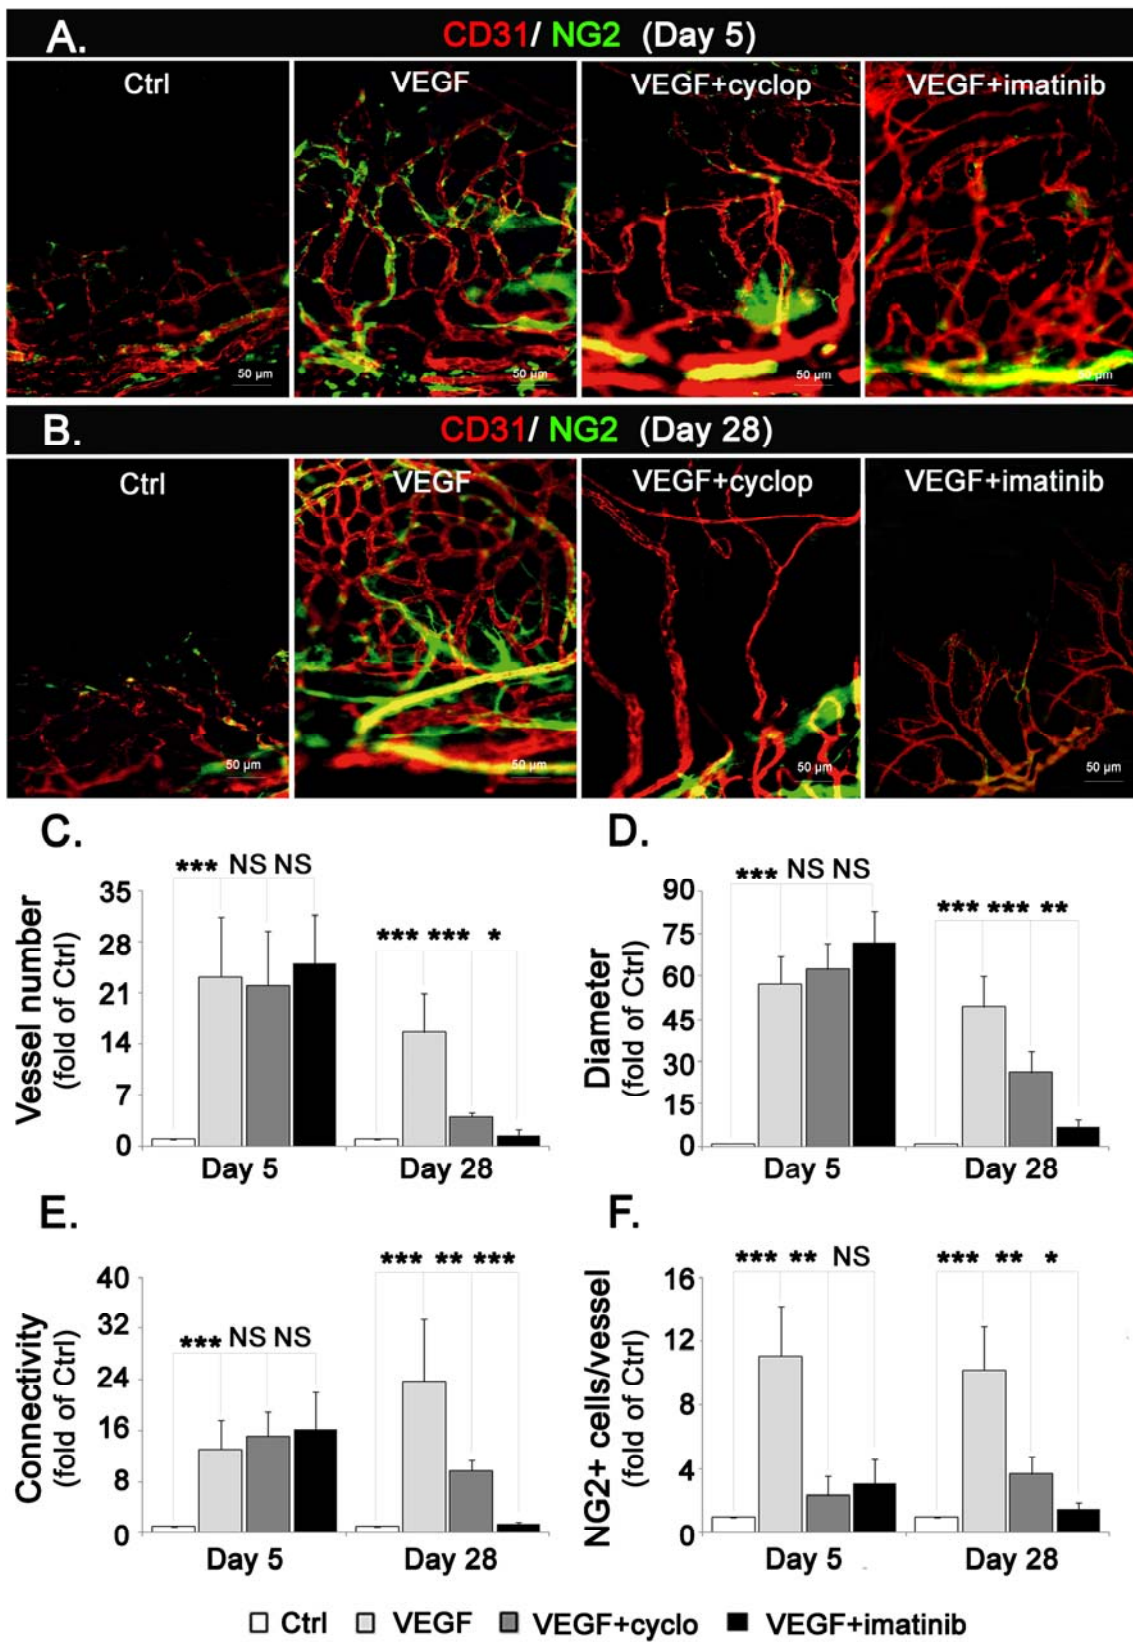 A. CD31/ NG2 (Day 5)
Ctrl VEGF VEGF+cyclop VEGF+imatinib
50 µm 50 µm 50 µm 50 µm
B. CD31/ NG2 (Day 28)
Ctrl VEGF VEGF+cyclop VEGF+imatinib
50 µm 50 µm 50 µm 50 µm
C.
Vessel number
(fold of Ctrl)
*** NS NS
*** *** *
35
28
21
14
7
0
Day 5 Day 28
D.
Diameter
(fold of Ctrl)
*** NS NS
*** *** **
90
75
60
45
30
15
0
Day 5 Day 28
E.
Connectivity
(fold of Ctrl)
*** NS NS
*** ** ***
40
32
24
16
8
0
Day 5 Day 28
F.
NG2+ cells/vessel
(fold of Ctrl)
*** ** NS
*** ** *
16
12
8
4
0
Day 5 Day 28
Ctrl VEGF VEGF+cyclo VEGF+imatinib